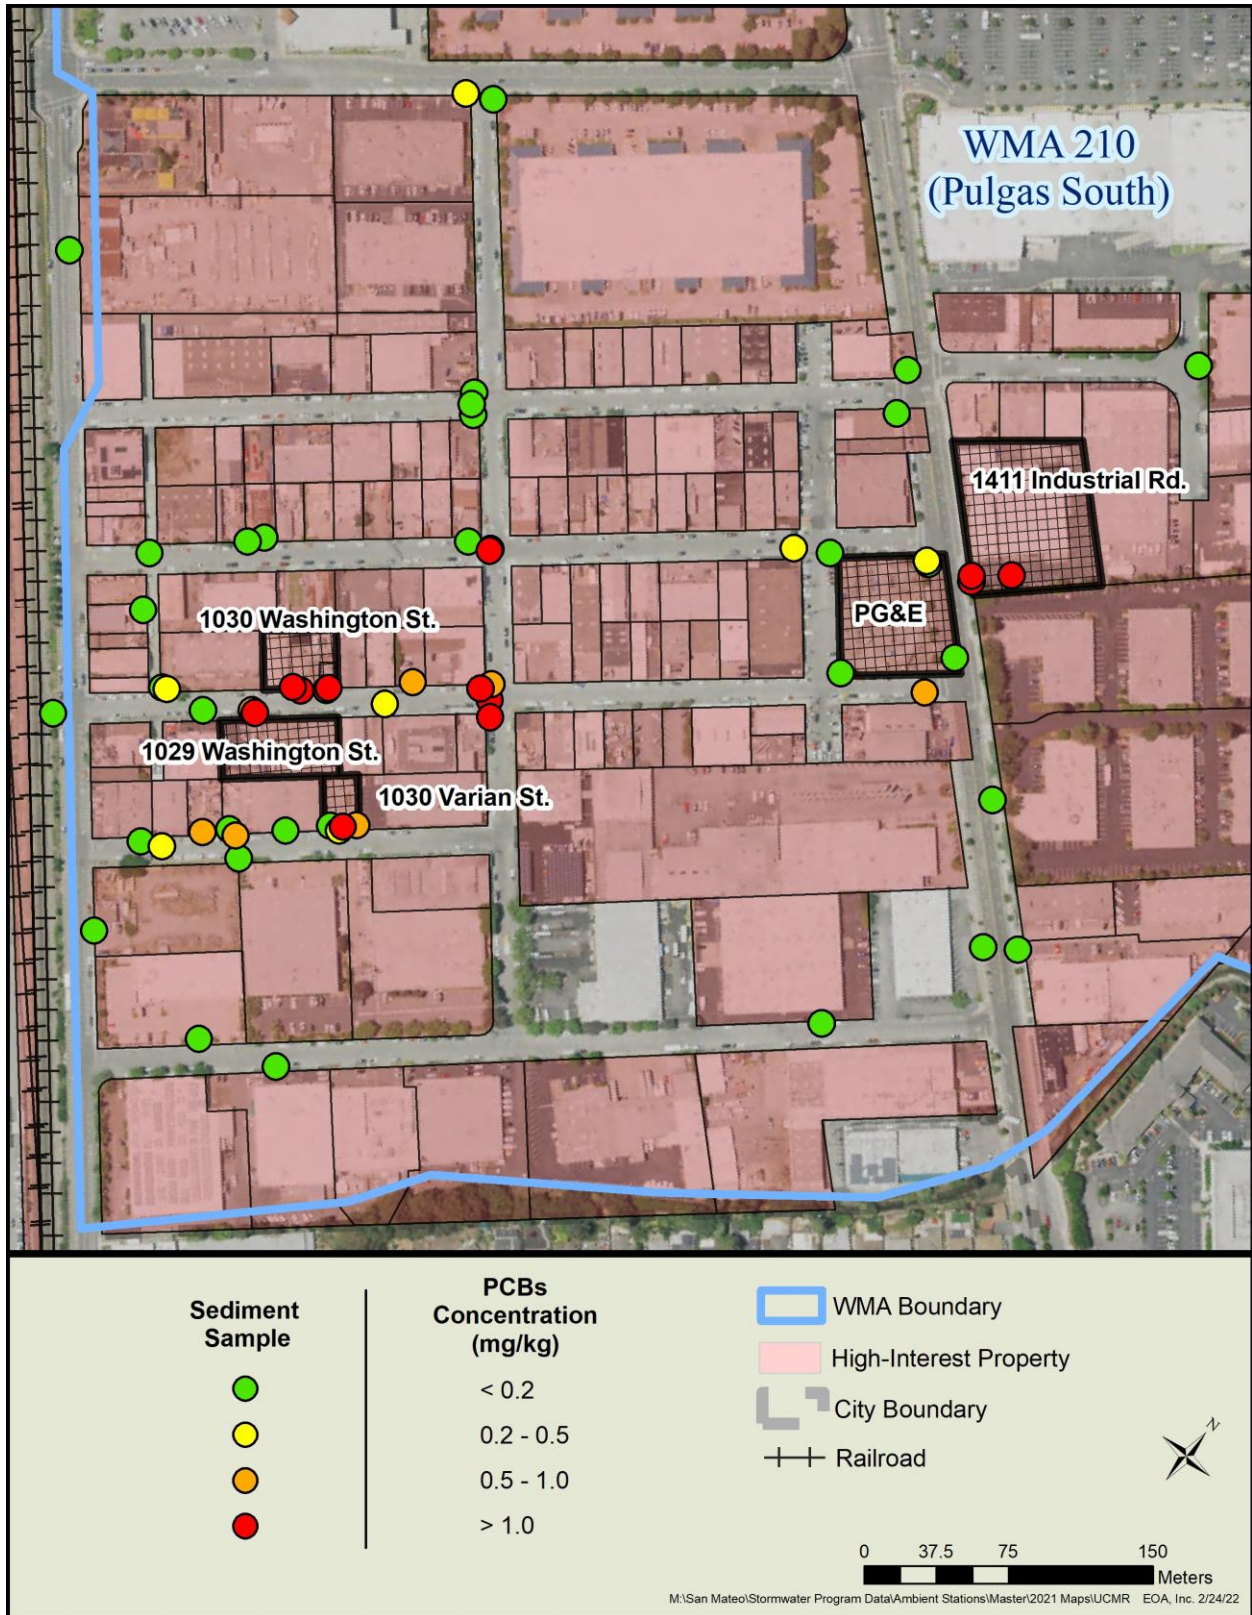 WMA 210
(Pulgas South)
1411 Industrial Rd.
PG&E
1030 Washington St.
1029 Washington St.
1030 Varian St.
Sediment
Sample
PCBs
Concentration
(mg/kg)
< 0.2
0.2 - 0.5
0.5 - 1.0
> 1.0
WMA Boundary
High-Interest Property
City Boundary
Railroad
N
0 37.5 75 150
Meters
M:\San Mateo\Stormwater Program Data\Ambient Stations\Master\2021 Maps\UCMR EOA, Inc. 2/24/22